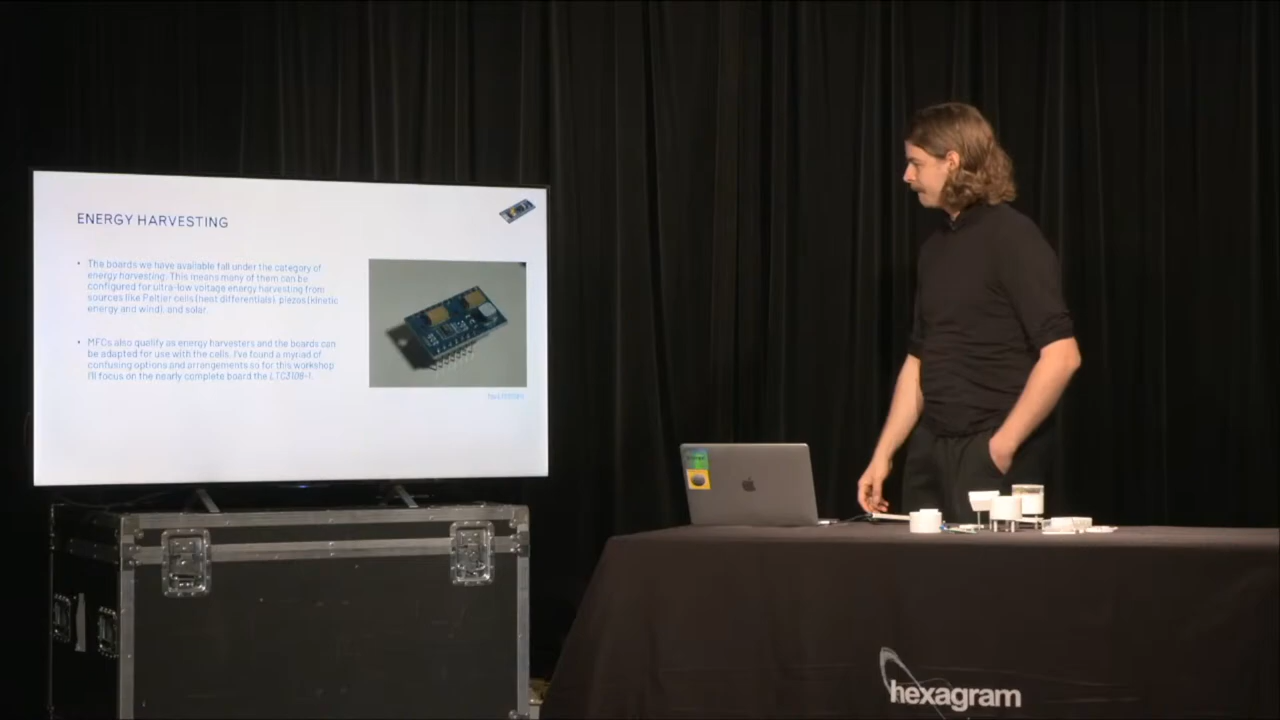 ENERGY HARVESTING
• The boards we have available fall under the category of
energy harvesting. This means many of them can be
configured for ultra-low voltage energy harvesting from
sources like Peltier cells (heat differentials), piezos (kinetic
energy and wind), and solar.
• MFCs also qualify as energy harvesters and the boards can
be adapted for use with the cells. I've found a myriad of
confusing options and arrangements so for this workshop
I'll focus on the nearly complete board the LTC3108-1.
hexagram